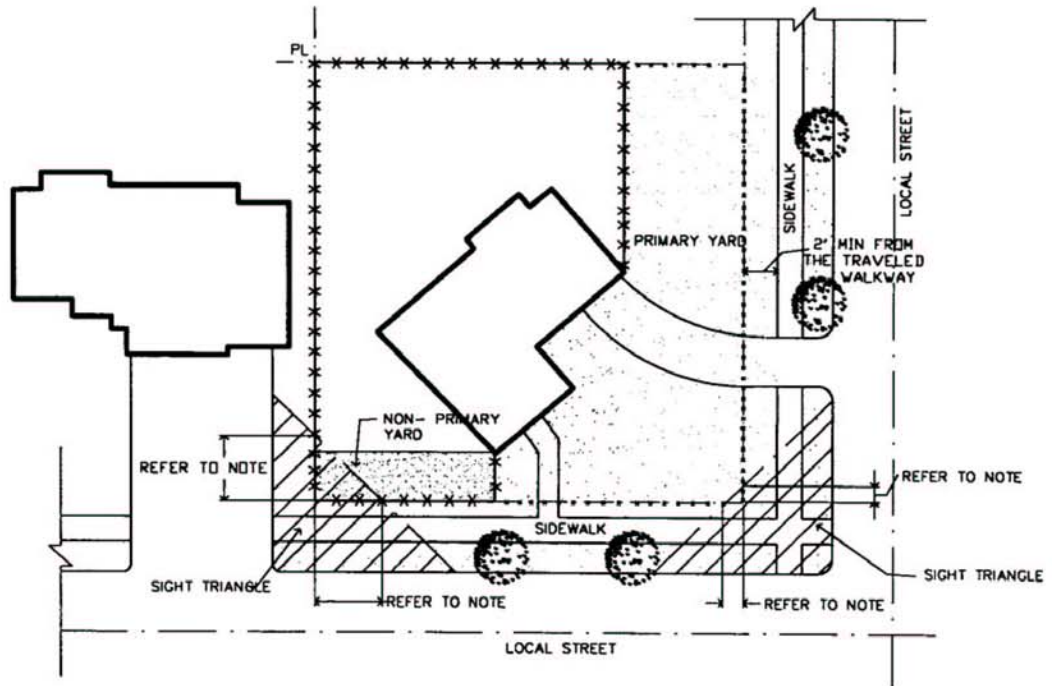 PL
SIDEWALK
LOCAL STREET
PRIMARY YARD
2' MIN FROM
THE TRAVELED
WALKWAY
NON- PRIMARY
YARD
REFER TO NOTE
REFER TO NOTE
SIDEWALK
SIGHT TRIANGLE
SIGHT TRIANGLE
REFER TO NOTE
REFER TO NOTE
LOCAL STREET